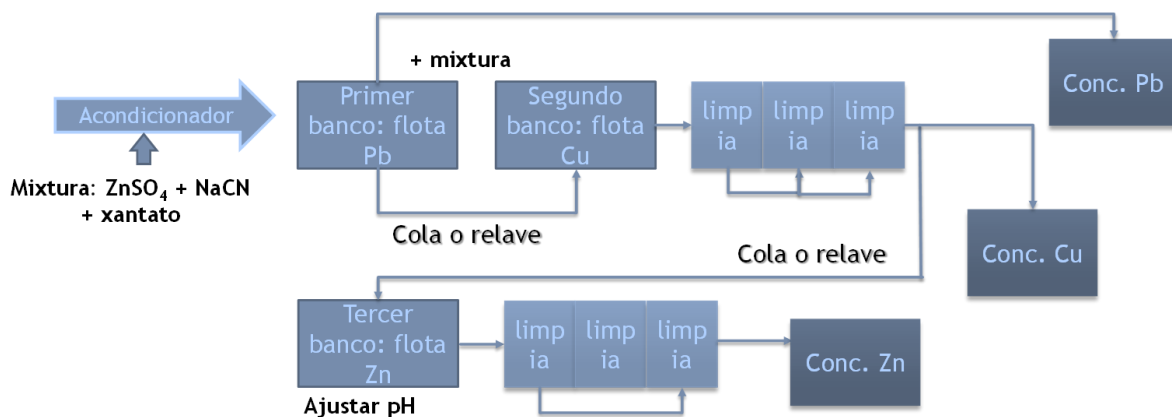 + mixtura
Conc. Pb
Acondicionador
Primer
banco: flota
Pb
Segundo
banco: flota
Cu
limp
ia
limp
ia
limp
ia
Mixtura: ZnSO4 + NaCN
+ xantato
Cola o relave
Cola o relave
Conc. Cu
Tercer
banco: flota
Zn
limp
ia
limp
ia
limp
ia
Conc. Zn
Ajustar pH